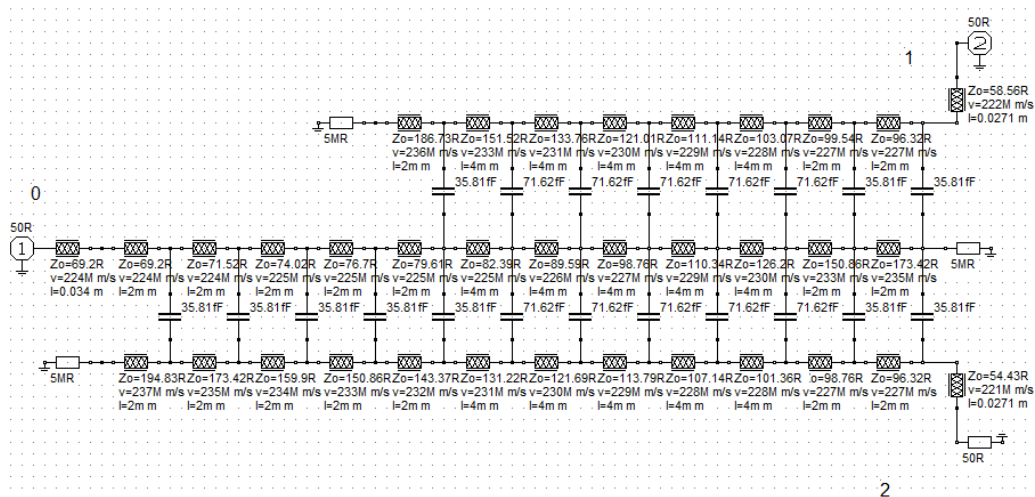 50R
2
1
Zo=58.56R
v=222M m/s
l=0.0271 m
5MR
Zo=186.73R
v=236M m/s
l=2m m
Zo=151.52R
v=233M m/s
l=4m m
Zo=133.76R
v=231M m/s
l=4m m
Zo=121.01R
v=230M m/s
l=4m m
Zo=111.14R
v=229M m/s
l=4m m
Zo=103.07R
v=228M m/s
l=4m m
Zo=99.54R
v=227M m/s
l=2m m
Zo=96.32R
v=227M m/s
l=2m m
35.81fF
71.62fF
71.62fF
71.62fF
71.62fF
71.62fF
35.81fF
35.81fF
0
50R
1
Zo=69.2R
v=224M m/s
l=0.034 m
Zo=69.2R
v=224M m/s
l=2m m
Zo=71.52R
v=224M m/s
l=2m m
Zo=74.02R
v=225M m/s
l=2m m
Zo=76.7R
v=225M m/s
l=2m m
Zo=79.61R
v=225M m/s
l=2m m
Zo=82.39R
v=225M m/s
l=4m m
Zo=89.59R
v=226M m/s
l=4m m
Zo=98.76R
v=227M m/s
l=4m m
Zo=110.34R
v=229M m/s
l=4m m
Zo=126.2R
v=230M m/s
l=4m m
Zo=150.86R
v=233M m/s
l=2m m
Zo=173.42R
v=235M m/s
l=2m m
5MR
35.81fF
35.81fF
35.81fF
35.81fF
35.81fF
71.62fF
71.62fF
71.62fF
71.62fF
71.62fF
35.81fF
35.81fF
5MR
Zo=194.83R
v=237M m/s
l=2m m
Zo=173.42R
v=235M m/s
l=2m m
Zo=159.9R
v=234M m/s
l=2m m
Zo=150.86R
v=233M m/s
l=2m m
Zo=143.37R
v=232M m/s
l=2m m
Zo=131.22R
v=231M m/s
l=4m m
Zo=121.69R
v=230M m/s
l=4m m
Zo=113.79R
v=229M m/s
l=4m m
Zo=107.14R
v=228M m/s
l=4m m
Zo=101.36R
v=228M m/s
l=4m m
Zo=98.76R
v=227M m/s
l=2m m
Zo=96.32R
v=227M m/s
l=2m m
Zo=54.43R
v=221M m/s
l=0.0271 m
50R
2